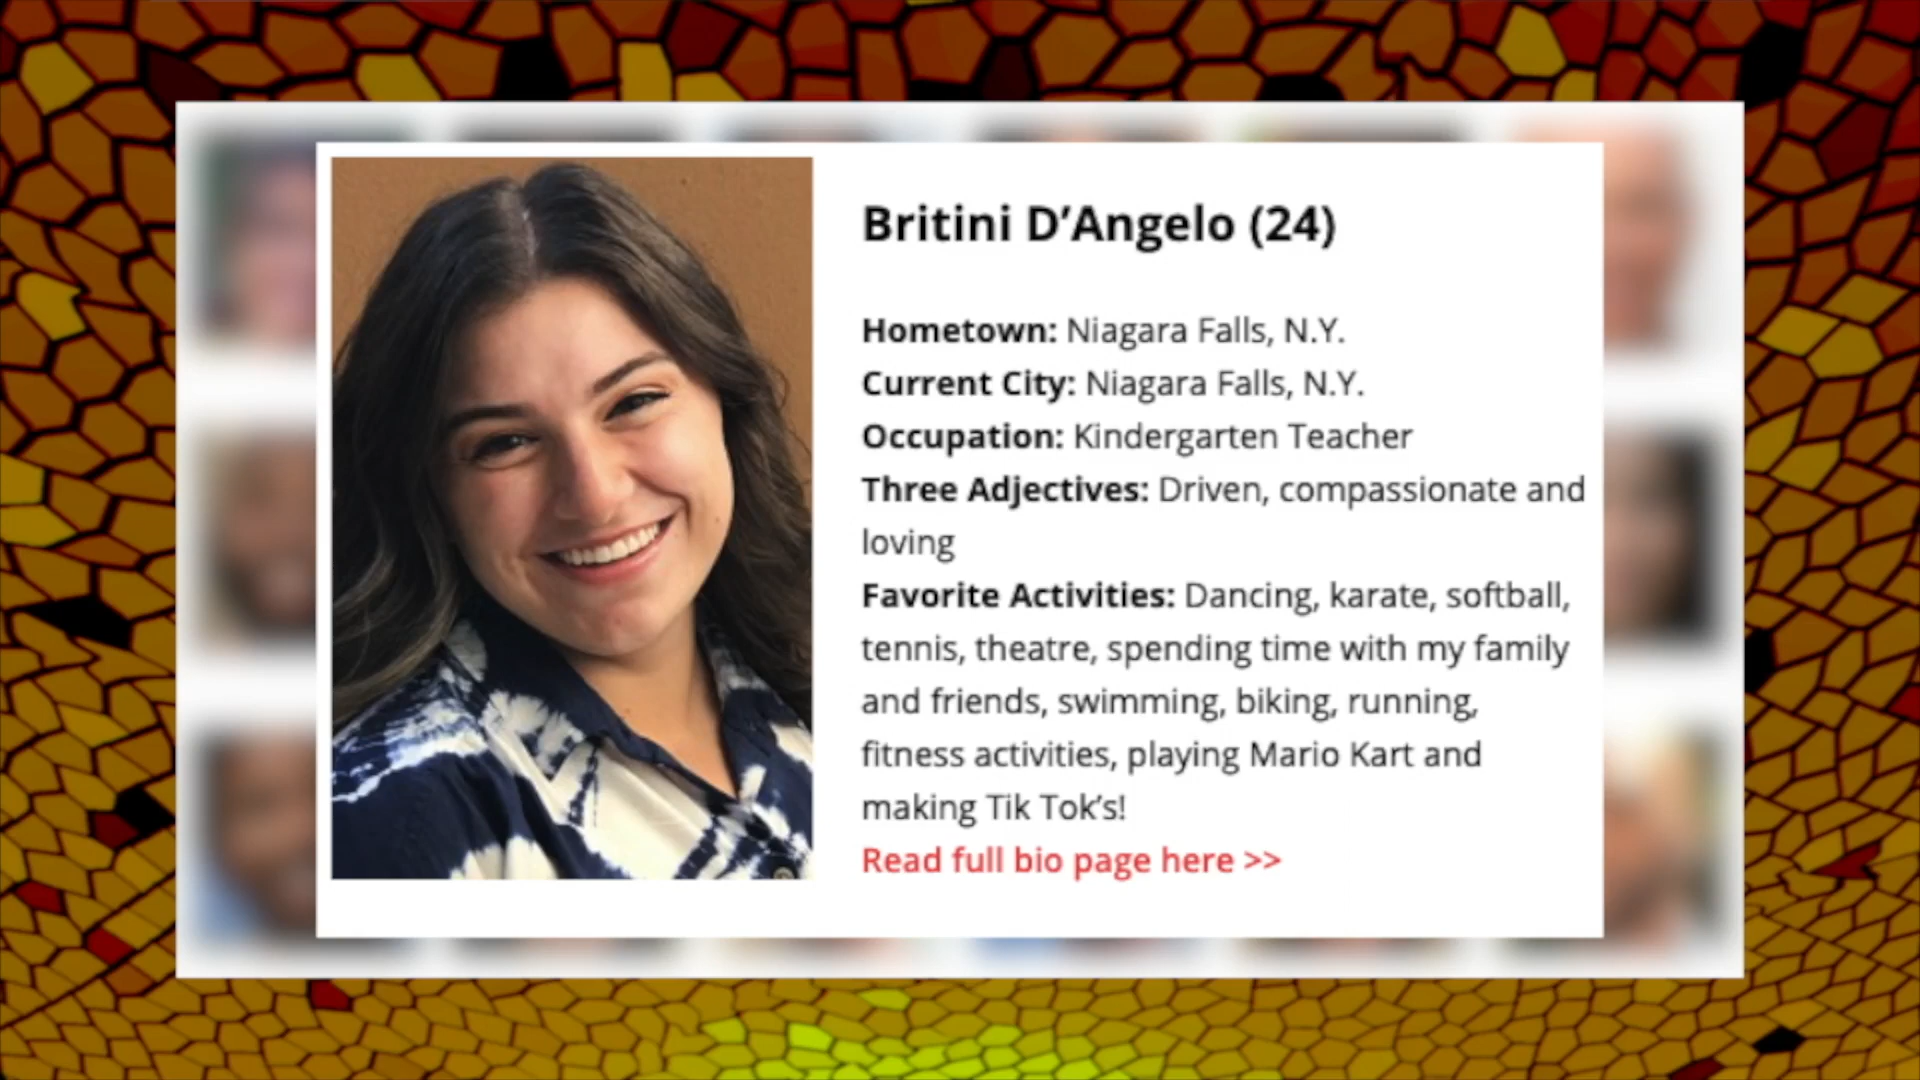 Britini D’Angelo (24)
Hometown: Niagara Falls, N.Y.
Current City: Niagara Falls, N.Y.
Occupation: Kindergarten Teacher
Three Adjectives: Driven, compassionate and
loving
Favorite Activities: Dancing, karate, softball,
tennis, theatre, spending time with my family
and friends, swimming, biking, running,
fitness activities, playing Mario Kart and
making Tik Tok’s!
Read full bio page here >>